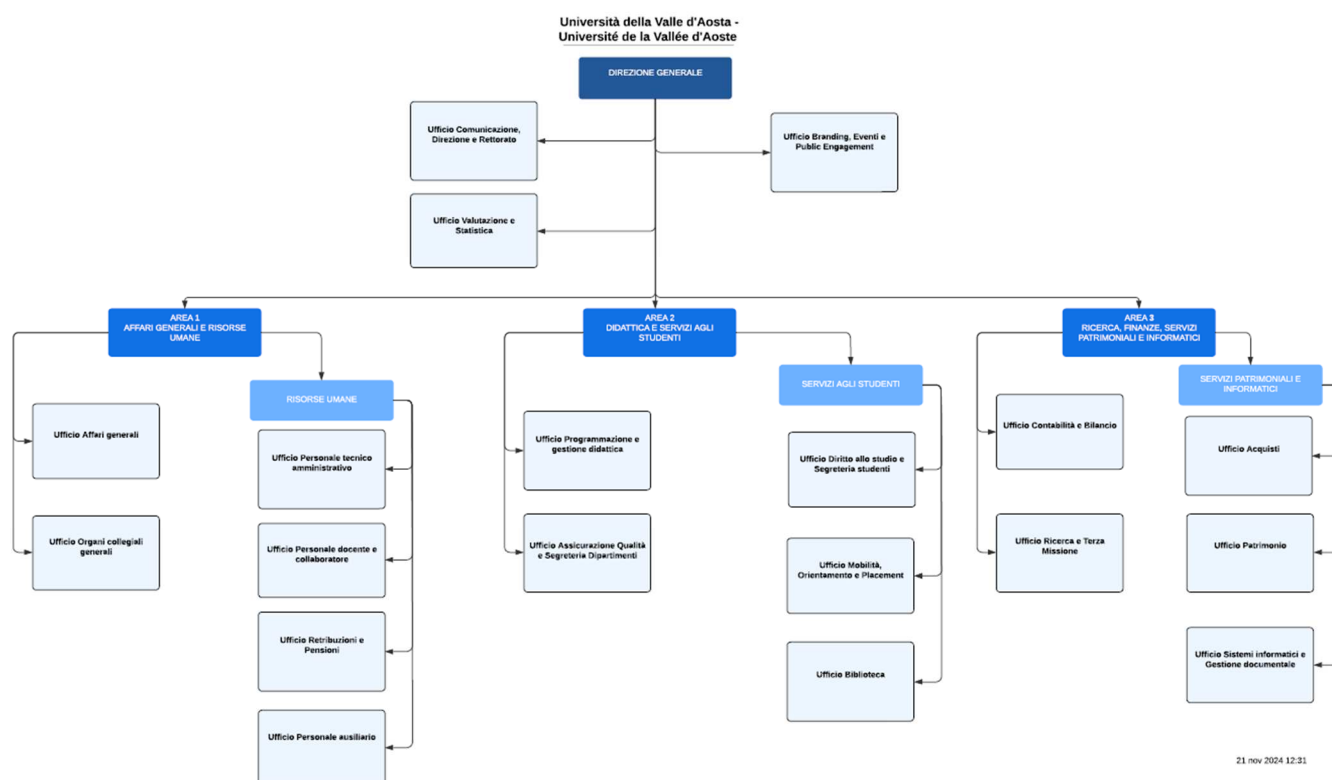 Università della Valle d'Aosta -
Université de la Vallée d'Aoste
DIREZIONE GENERALE
Ufficio Comunicazione,
Direzione e Rettorato
Ufficio Branding, Eventi e
Public Engagement
Ufficio Valutazione e
Statistica
AREA 1
AFFARI GENERALI E RISORSE
UMANE
Ufficio Affari generali
Ufficio Organi collegiali
generali
RISORSE UMANE
Ufficio Personale tecnico
amministrativo
Ufficio Personale docente e
collaboratore
Ufficio Retribuzioni e
Pensioni
Ufficio Personale ausiliario
AREA 2
DIDATTICA E SERVIZI AGLI
STUDENTI
Ufficio Programmazione e
gestione didattica
Ufficio Assicurazione Qualità
e Segreteria Dipartimenti
SERVIZI AGLI STUDENTI
Ufficio Diritto allo studio e
Segreteria studenti
Ufficio Mobilità,
Orientamento e Placement
Ufficio Biblioteca
AREA 3
RICERCA, FINANZE, SERVIZI
PATRIMONIALI E INFORMATICI
Ufficio Contabilità e Bilancio
Ufficio Ricerca e Terza
Missione
SERVIZI PATRIMONIALI E
INFORMATICI
Ufficio Acquisti
Ufficio Patrimonio
Ufficio Sistemi informatici e
Gestione documentale
21 nov 2024 12:31